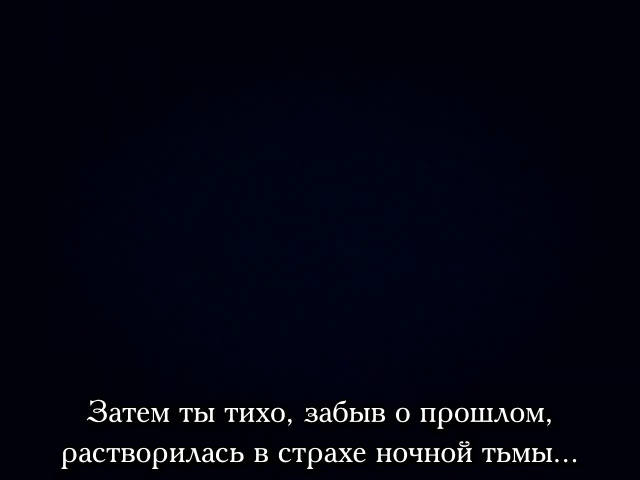 Затем ты тихо, забыв о прошлом,
растворилась в страхе ночной тьмы...